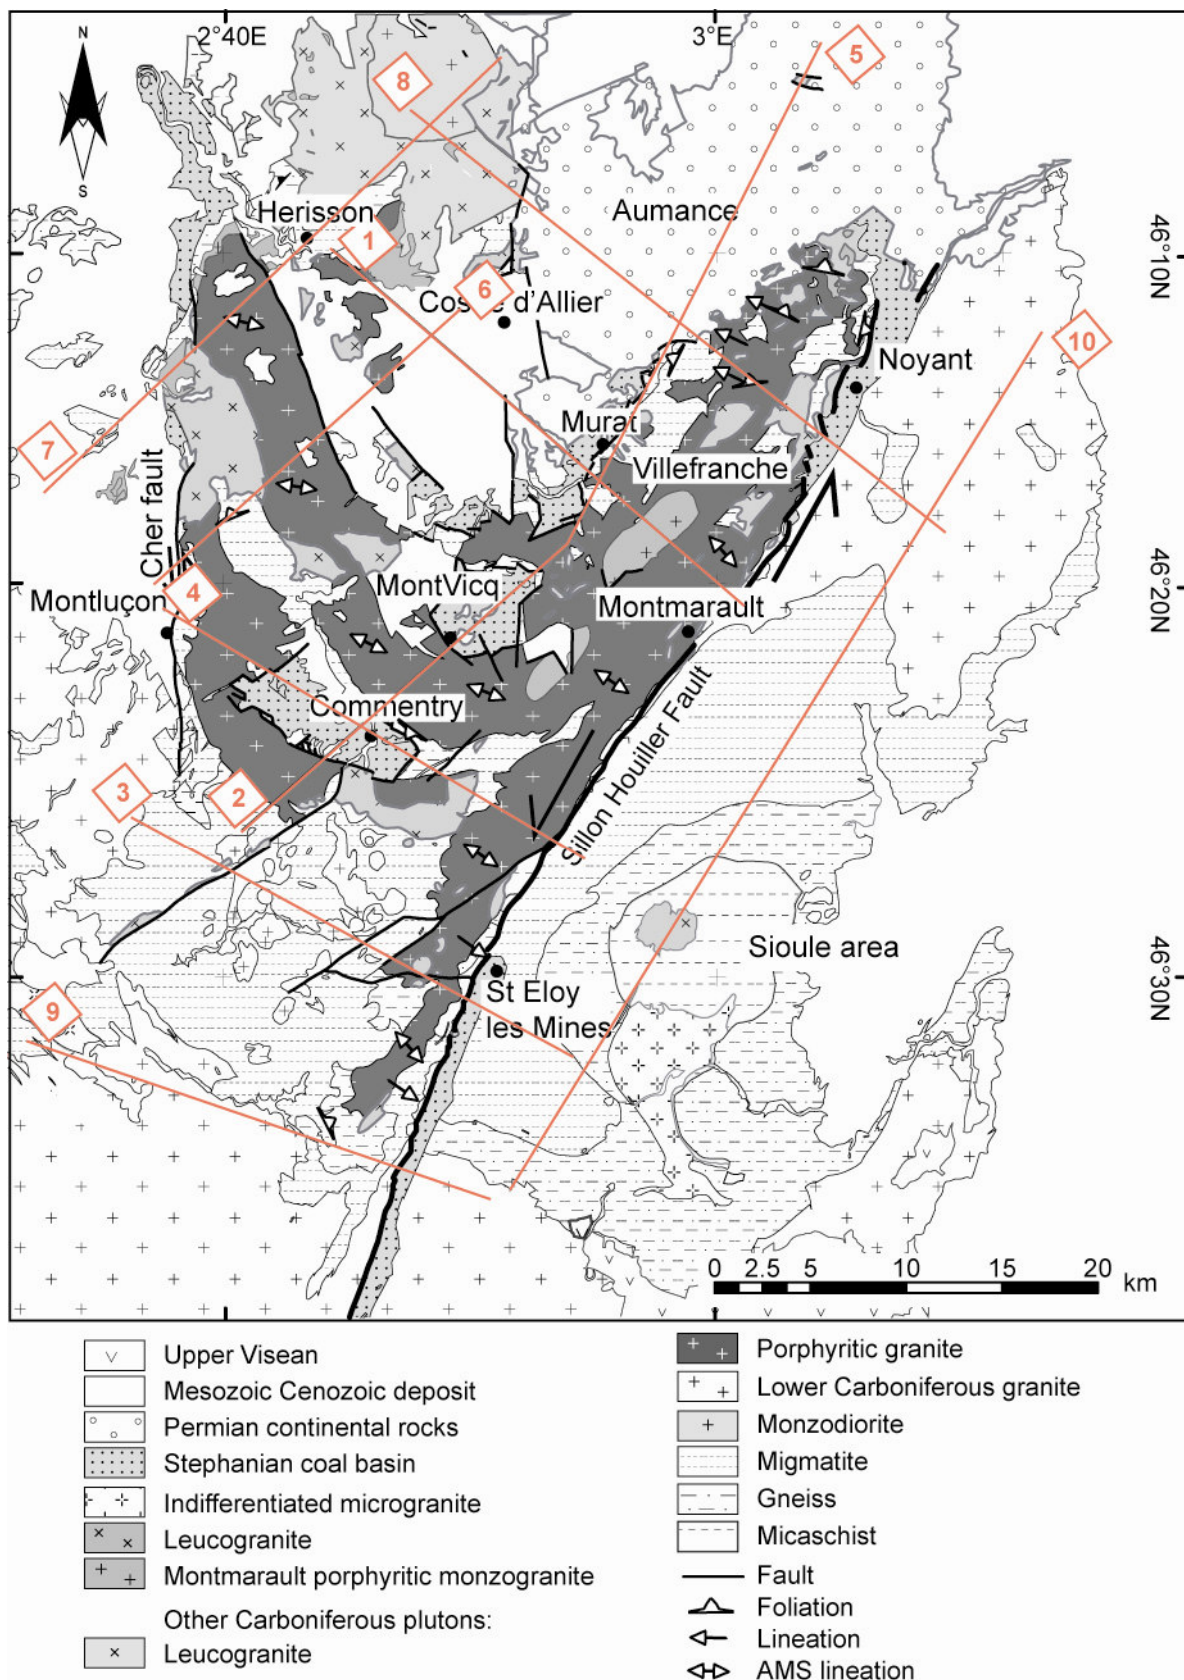 N
S
2°40E
3°E
8
5
Herisson
1
Aumance
46°10N
6
Cosne d'Allier
10
Noyant
7
Murat
Villefranche
Cher fault
4
Montluçon
MontVicq
Montmarault
46°20N
Commentry
Sillon Houiller Fault
3
2
Sioule area
9
St Eloy
les Mines
46°30N
0 2.5 5 10 15 20
km
Upper Visean
Mesozoic Cenozoic deposit
Permian continental rocks
Stephanian coal basin
Indifferentiated microgranite
Leucogranite
Montmarault porphyritic monzogranite
Other Carboniferous plutons:
Leucogranite
Porphyritic granite
Lower Carboniferous granite
Monzodiorite
Migmatite
Gneiss
Micaschist
Fault
Foliation
Lineation
AMS lineation